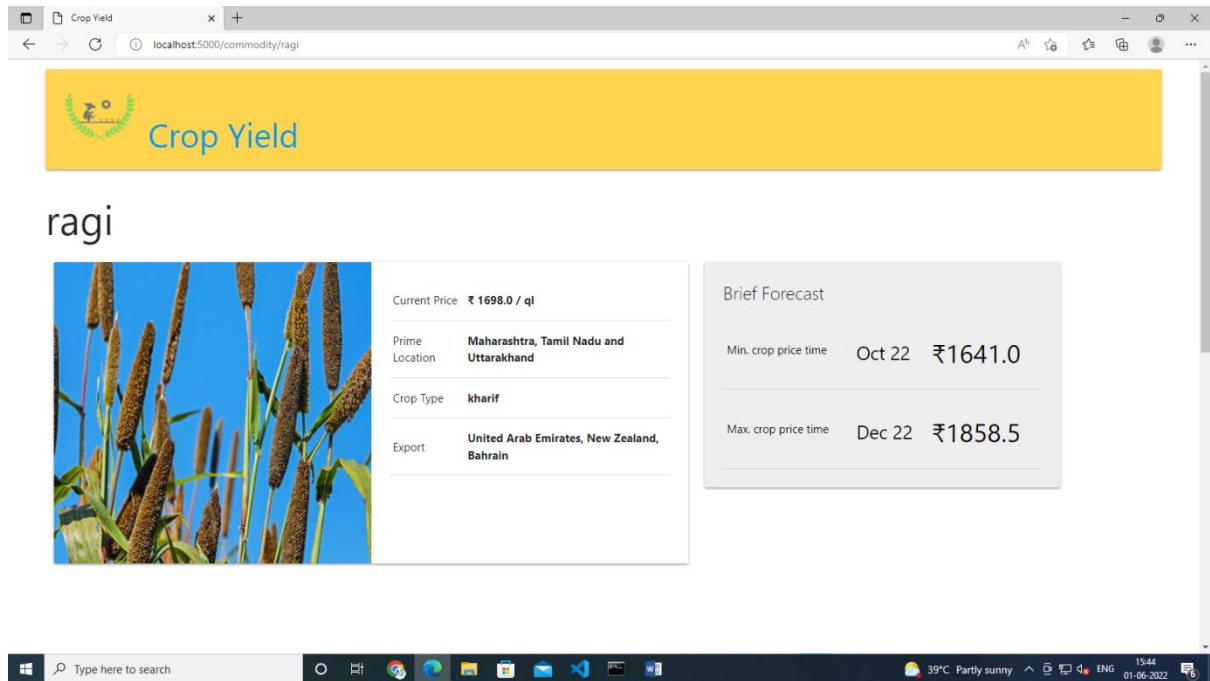 Crop Yield
localhost:5000/commodity/ragi
Crop Yield
ragi
Current Price ₹ 1698.0 / ql
Prime Location Maharashtra, Tamil Nadu and Uttarakhand
Crop Type kharif
Export United Arab Emirates, New Zealand, Bahrain
Brief Forecast
Min. crop price time Oct 22 ₹1641.0
Max. crop price time Dec 22 ₹1858.5
Type here to search
39°C Partly sunny
ENG
15:44
01-06-2022
6